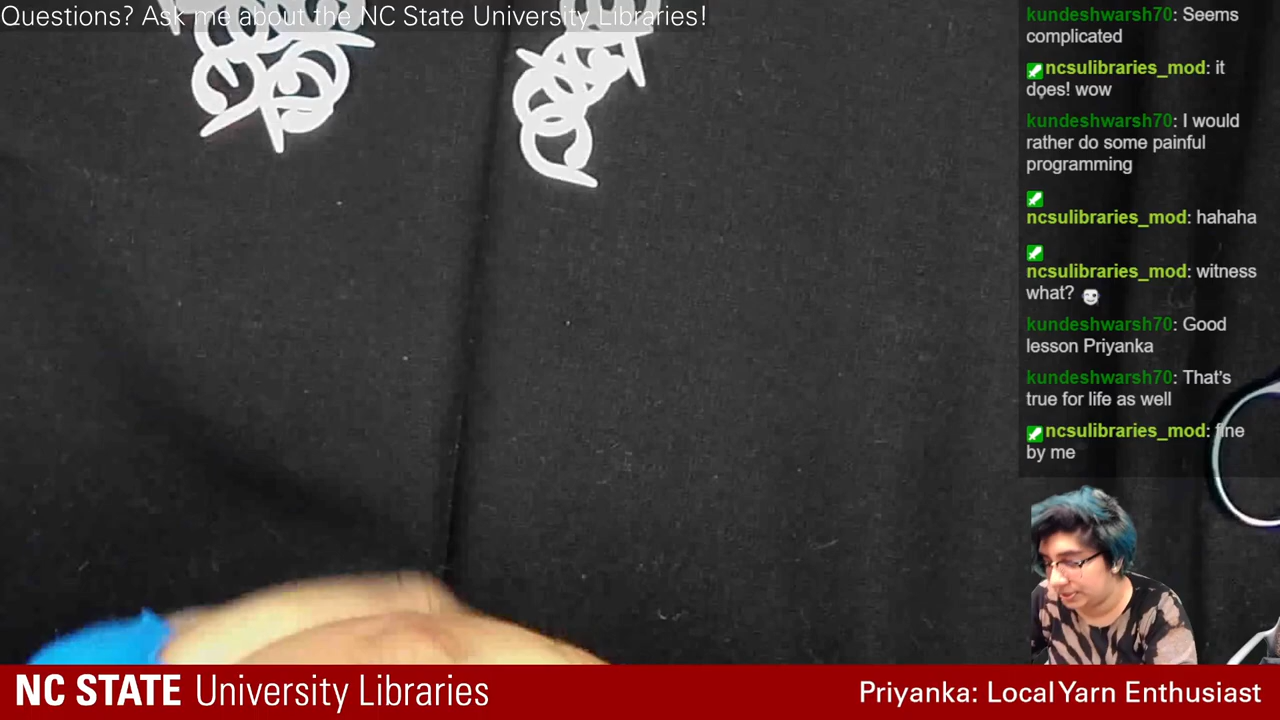 Questions? Ask me about the NC State University Libraries!
kundeshwarsh70: Seems
complicated
ncsulibraries_mod: it
does! wow
kundeshwarsh70: I would
rather do some painful
programming
ncsulibraries_mod: hahaha
ncsulibraries_mod: witness
what?
kundeshwarsh70: Good
lesson Priyanka
kundeshwarsh70: That's
true for life as well
ncsulibraries_mod: fine
by me
NC STATE University Libraries
Priyanka: Local Yarn Enthusiast